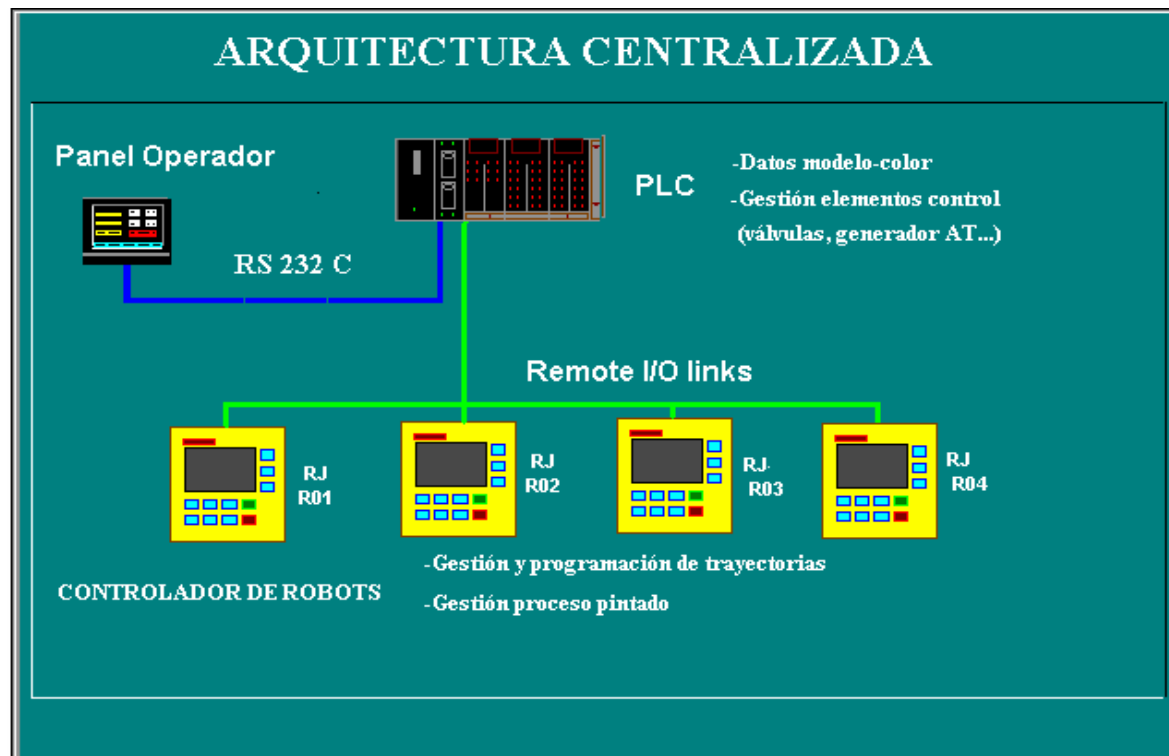 ARQUITECTURA CENTRALIZADA
Panel Operador
PLC
-Datos modelo-color
-Gestión elementos control
(válvulas, generador AT...)
RS 232 C
Remote I/O links
RJ
R01
RJ
R02
RJ-
R03
RJ
R04
CONTROLADOR DE ROBOTS
-Gestión y programación de trayectorias
-Gestión proceso pintado